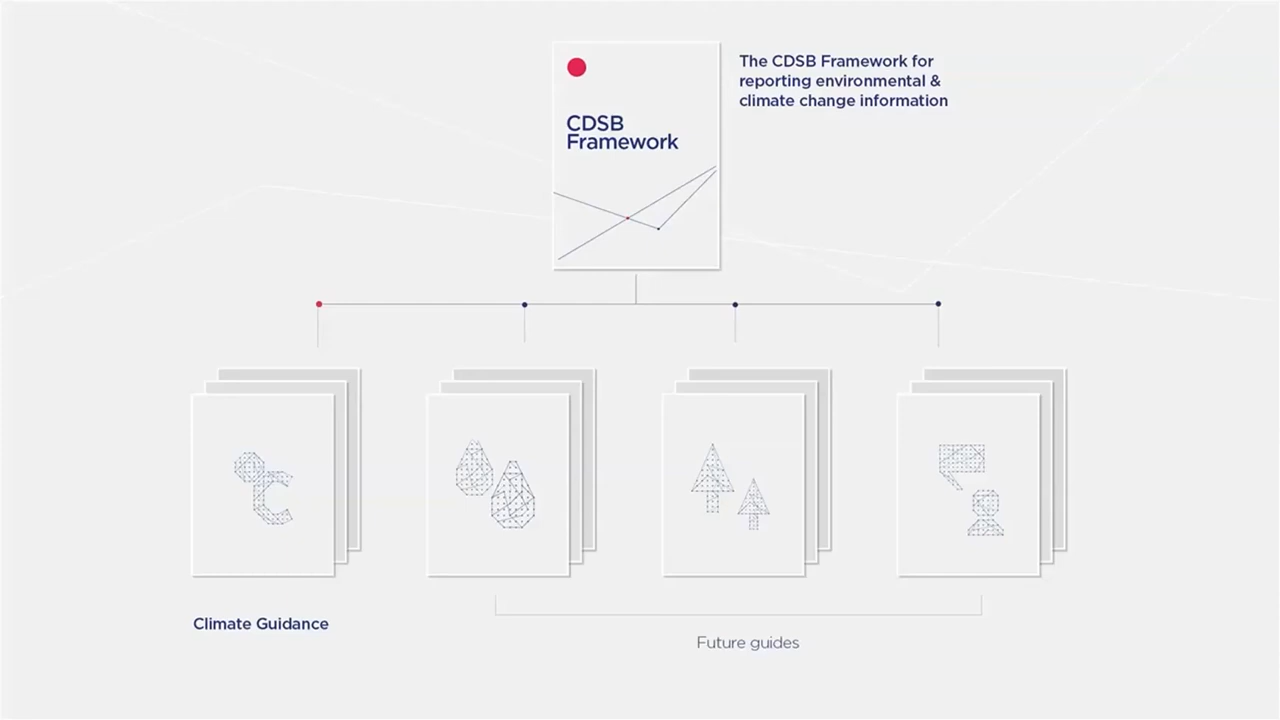 CDSB
Framework
The CDSB Framework for
reporting environmental &
climate change information
Climate Guidance
Future guides